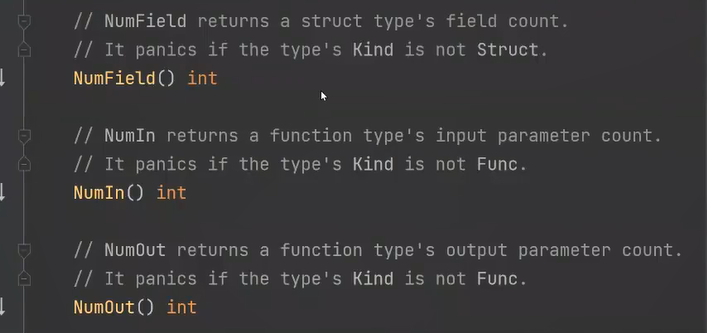 // NumField returns a struct type's field count.
// It panics if the type's Kind is not Struct.
NumField() int
// NumIn returns a function type's input parameter count.
// It panics if the type's Kind is not Func.
NumIn() int
// NumOut returns a function type's output parameter count.
// It panics if the type's Kind is not Func.
NumOut() int